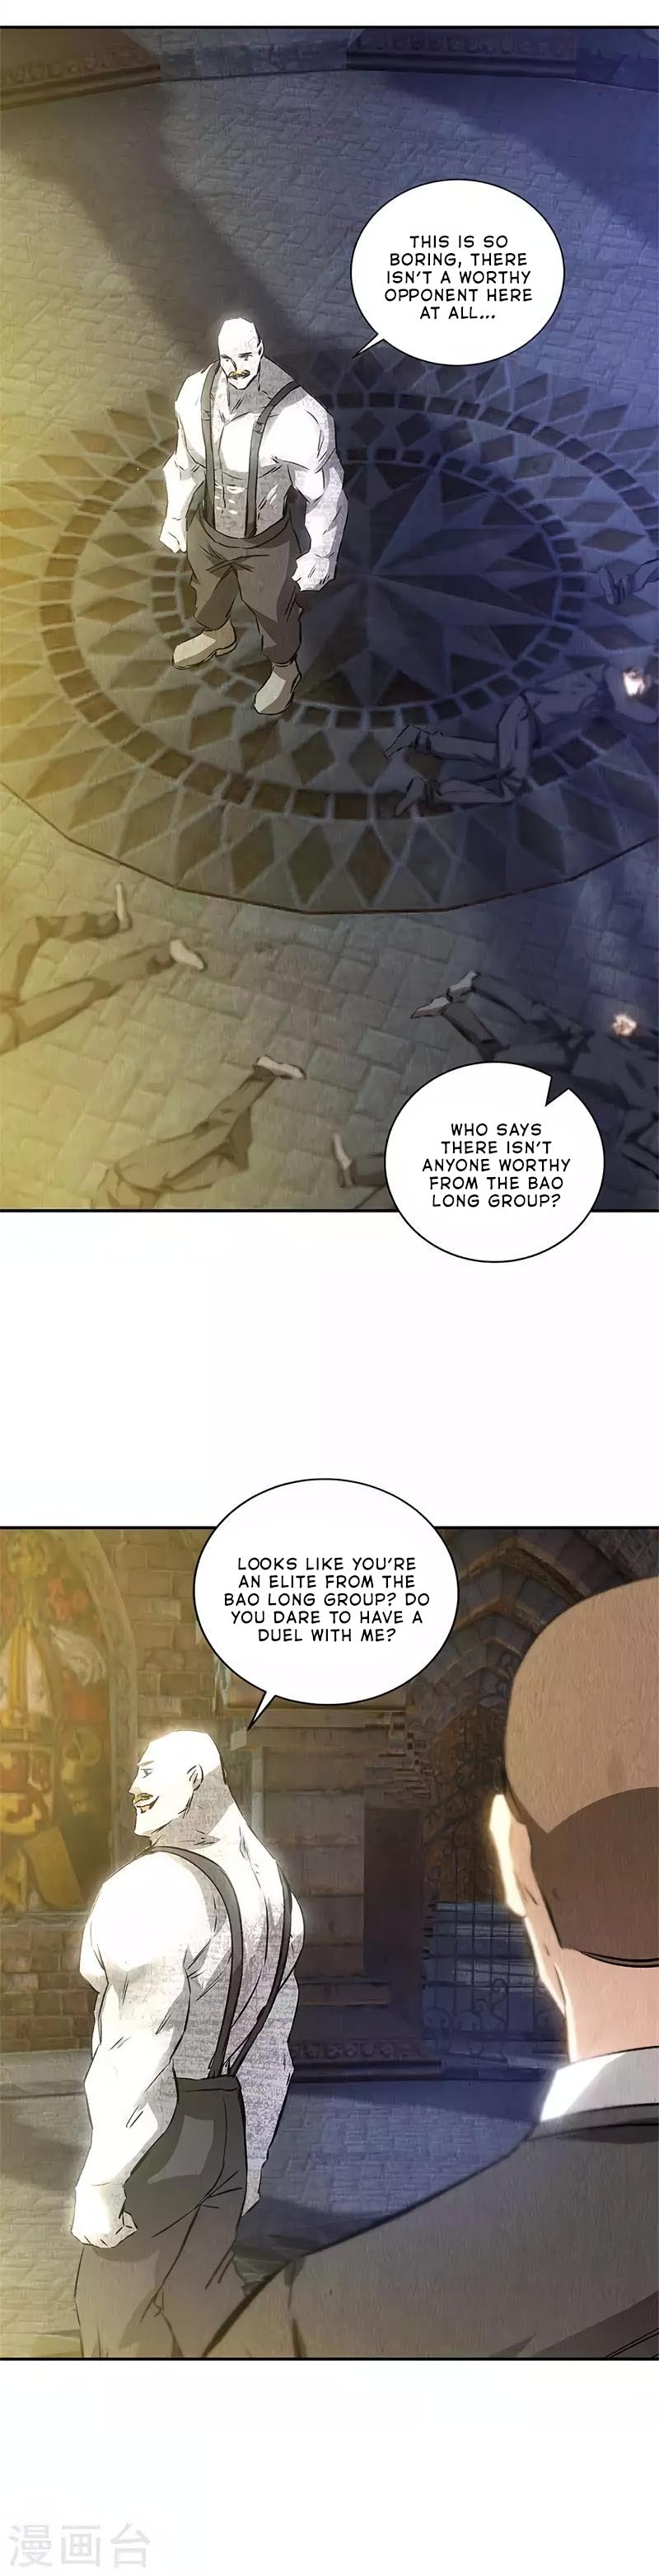 THIS IS SO
BORING, THERE
ISN'T A WORTHY
OPPONENT HERE
AT ALL...
WHO SAYS
THERE ISN'T
ANYONE WORTHY
FROM THE BAO
LONG GROUP?
LOOKS LIKE YOU'RE
AN ELITE FROM THE
BAO LONG GROUP? DO
YOU DARE TO HAVE A
DUEL WITH ME?
漫画台